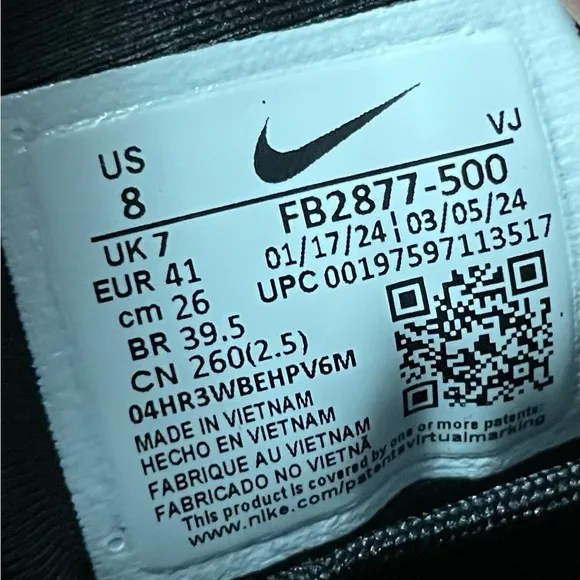 VJ
US
8
FB2877-500
UK 7
01/17/24 | 03/05/24
EUR 41
UPC 00197597113517
cm 26
BR 39.5
CN 260(2.5)
04HR3WBEHPV6M
MADE IN VIETNAM
HECHO EN VIETNAM
FABRIQUE AU VIETNAM
FABRICADO NO VIETNÃ
This product is covered by one or more patents:
www.nike.com/patentsvirtualmarking